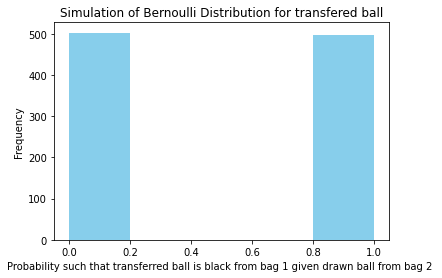 Simulation of Bernoulli Distribution for transfered ball
Frequency
500
400
300
200
100
0
0.0 0.2 0.4 0.6 0.8 1.0
Probability such that transferred ball is black from bag 1 given drawn ball from bag 2